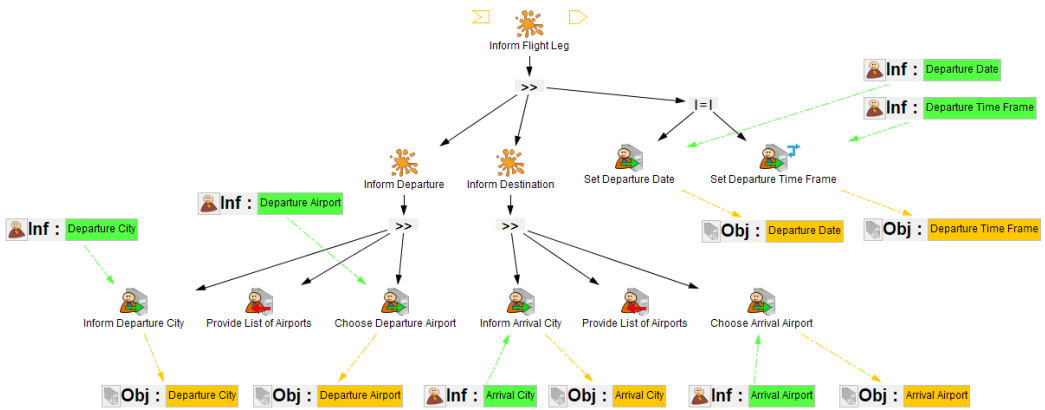 Inform Flight Leg
>>
Inf : Departure Date
|=|
Inf : Departure Time Frame
Inform Departure
Inform Destination
Set Departure Date
Set Departure Time Frame
Inf : Departure Airport
Inf : Departure City
>>
>>
Obj : Departure Date
Obj : Departure Time Frame
Inform Departure City
Provide List of Airports
Choose Departure Airport
Inform Arrival City
Provide List of Airports
Choose Arrival Airport
Obj : Departure City
Obj : Departure Airport
Inf : Arrival City
Obj : Arrival City
Inf : Arrival Airport
Obj : Arrival Airport